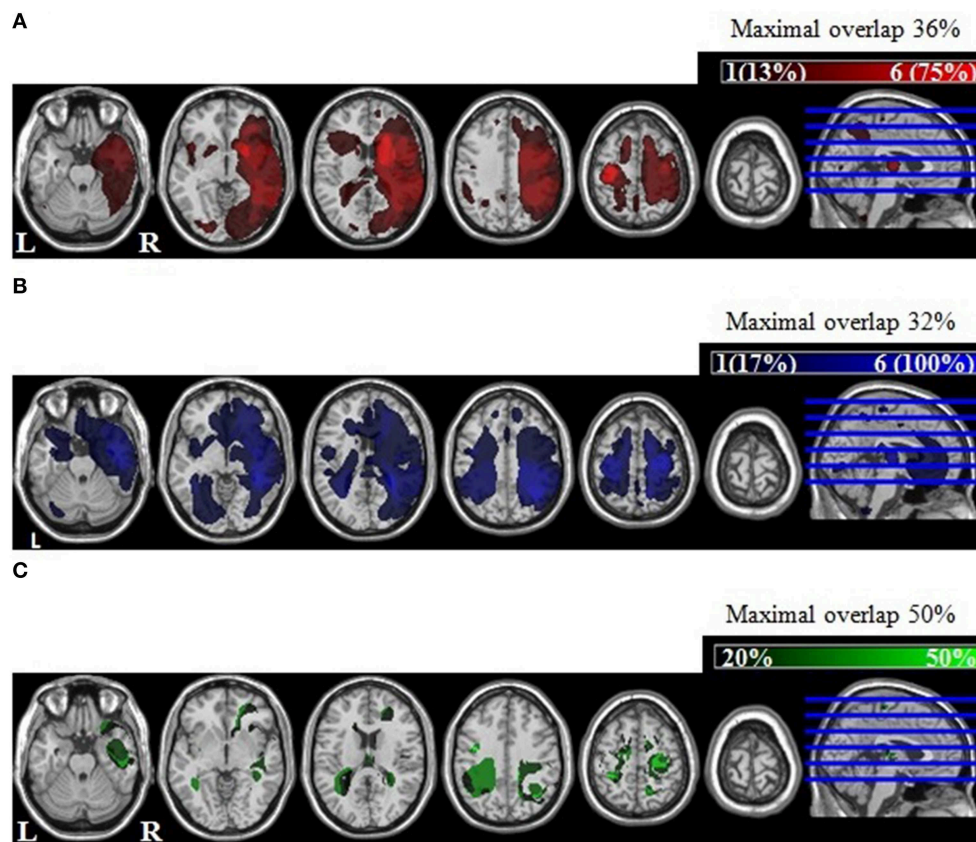 A
Maximal overlap 36%
1(13%) 6 (75%)
L R
B
Maximal overlap 32%
1(17%) 6 (100%)
L
C
Maximal overlap 50%
20% 50%
L R